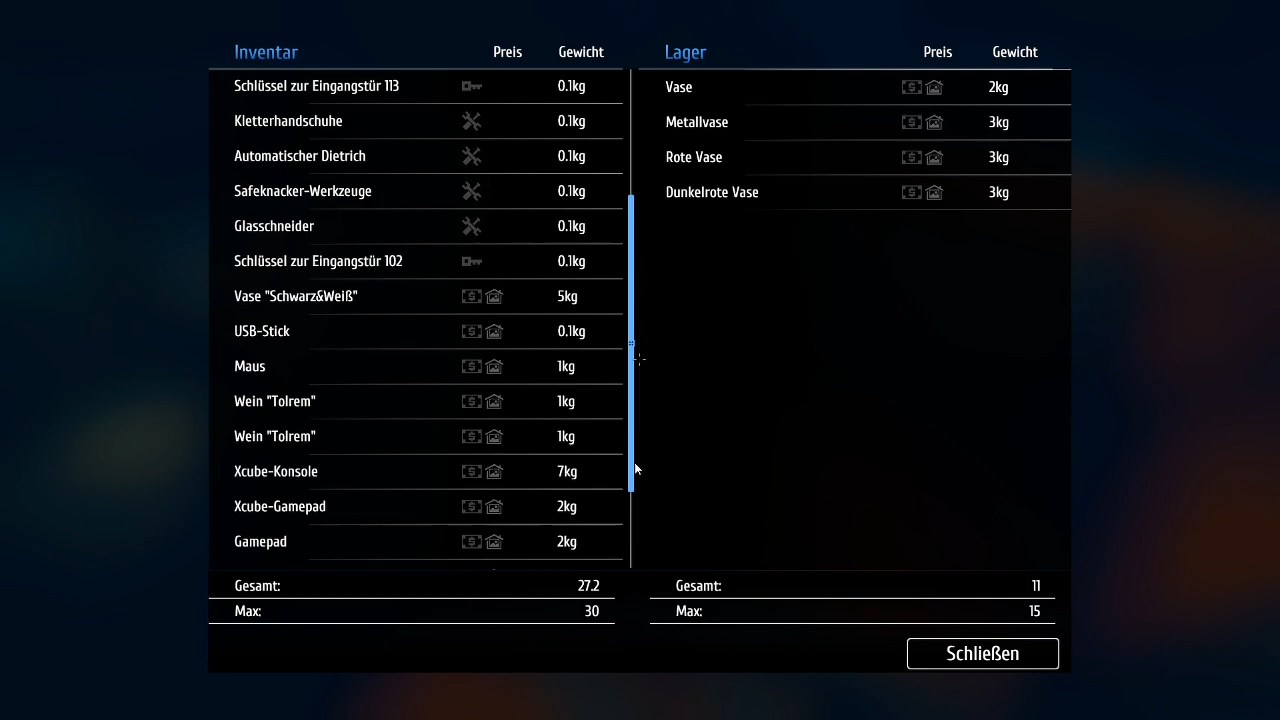 Inventar Preis Gewicht
Schlüssel zur Eingangstür 113 0.1kg
Kletterhandschuhe 0.1kg
Automatischer Dietrich 0.1kg
Safeknacker-Werkzeuge 0.1kg
Glasschneider 0.1kg
Schlüssel zur Eingangstür 102 0.1kg
Vase "Schwarz&Weiß" 5kg
USB-Stick 0.1kg
Maus 1kg
Wein "Tolrem" 1kg
Wein "Tolrem" 1kg
Xcube-Konsole 7kg
Xcube-Gamepad 2kg
Gamepad 2kg
Gesamt: 27.2
Max: 30
Lager Preis Gewicht
Vase 2kg
Metallvase 3kg
Rote Vase 3kg
Dunkelrote Vase 3kg
Gesamt: 11
Max: 15
Schließen